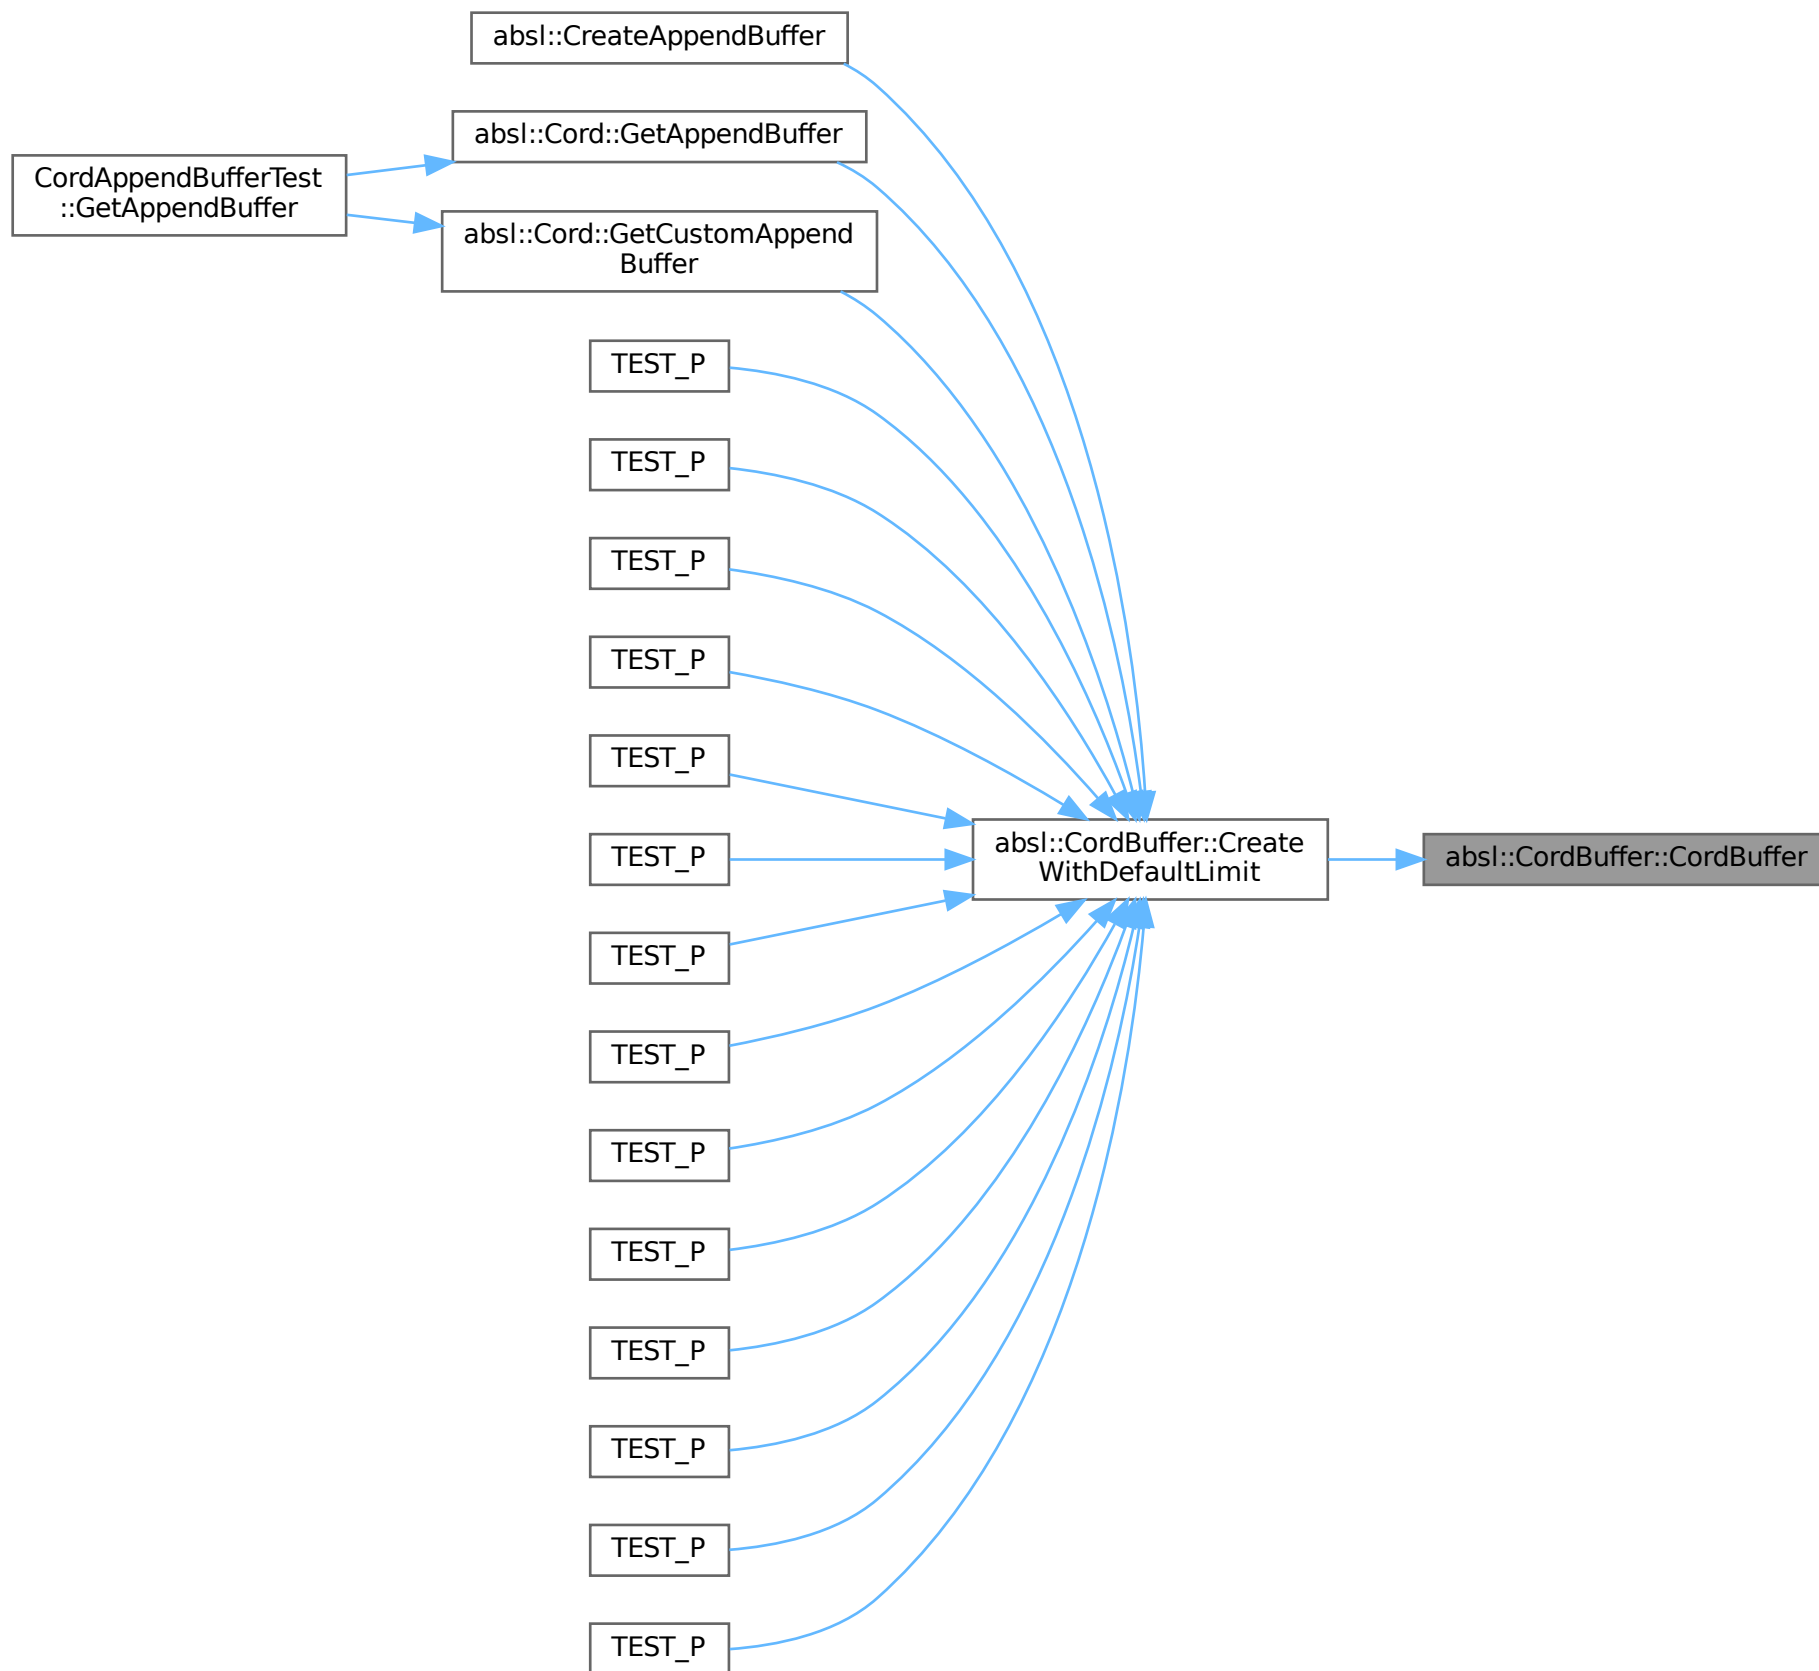 absl::CreateAppendBuffer
absl::Cord::GetAppendBuffer
CordAppendBufferTest
::GetAppendBuffer
absl::Cord::GetCustomAppend
Buffer
TEST_P
TEST_P
TEST_P
TEST_P
TEST_P
absl::CordBuffer::Create
WithDefaultLimit
absl::CordBuffer::CordBuffer
TEST_P
TEST_P
TEST_P
TEST_P
TEST_P
TEST_P
TEST_P
TEST_P
TEST_P